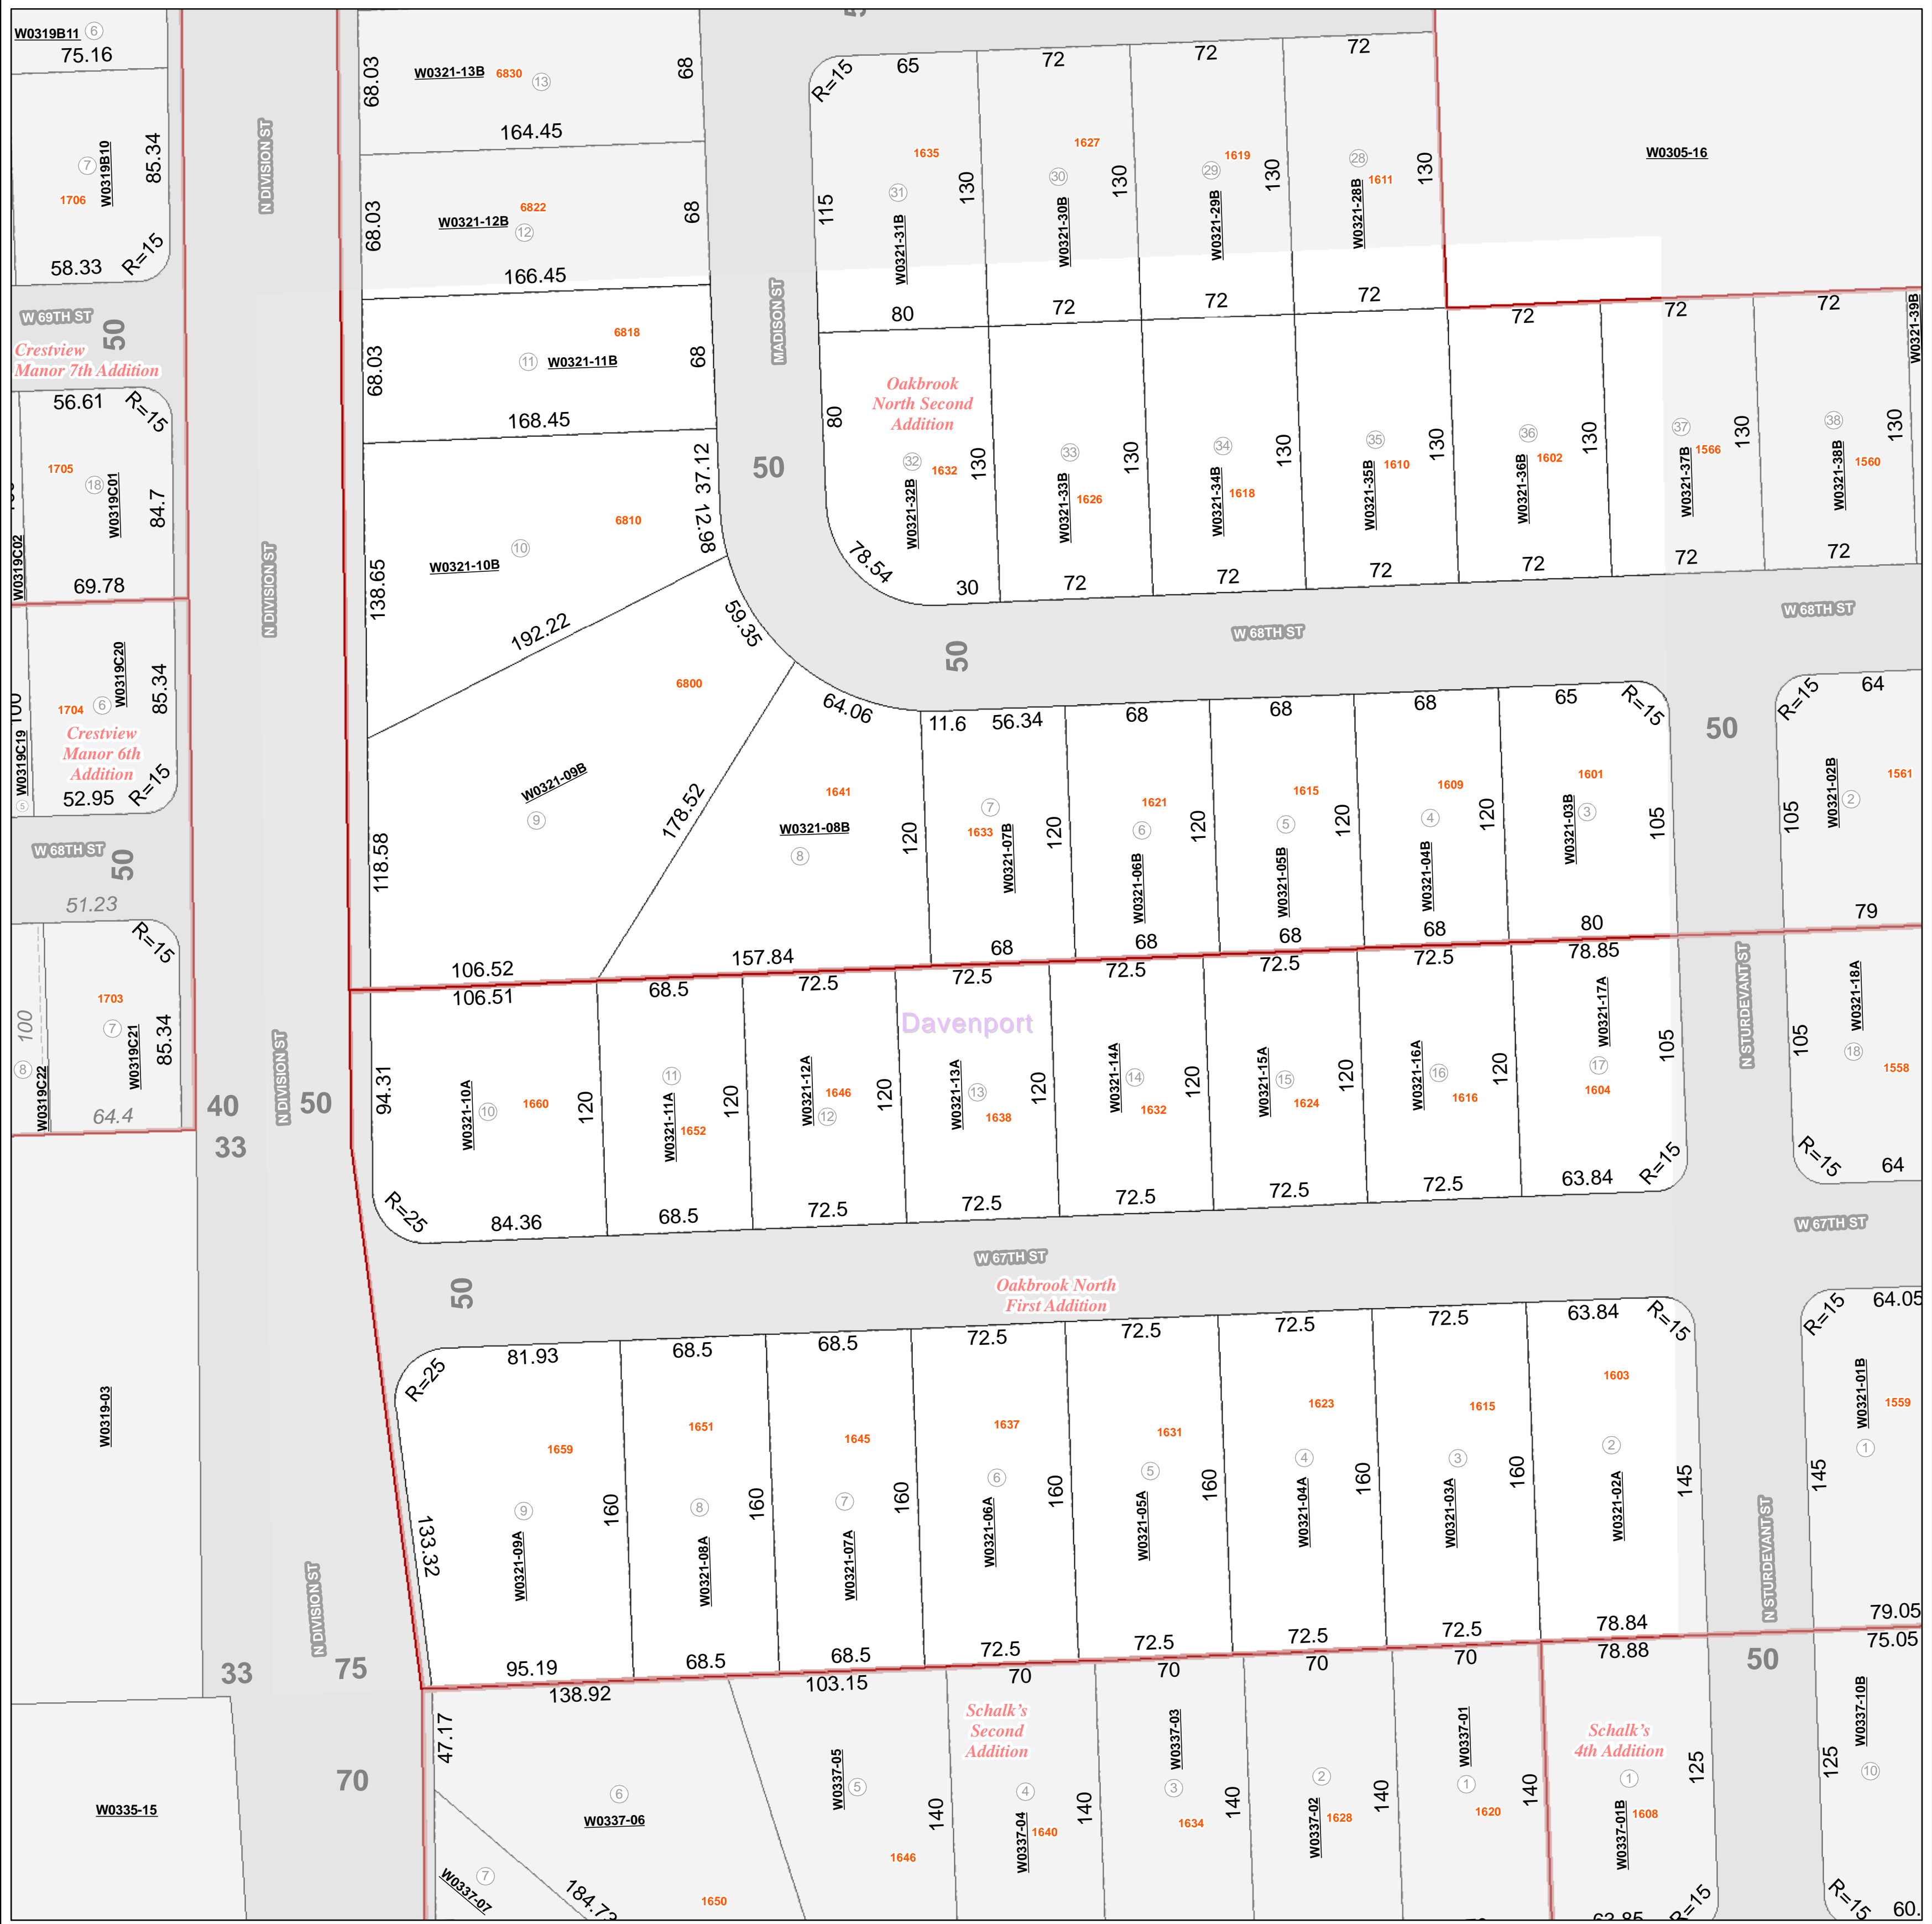 W0319B11 6
75.16
7
W0319B10
85.34
1706
58.33
R=15
W 69TH ST
50
Crestview
Manor 7th Addition
56.61
R=15
1705
18
W0319C01
84.7
W0319C02
69.78
W0319C20
1704
6
85.34
100
W0319C19
5
Crestview
Manor 6th
Addition
52.95
R=15
W 68TH ST
50
51.23
R=15
1703
7
W0319C21
85.34
100
8
W0319C22
64.4
40
33
50
W0319-03
33
75
70
W0335-15
N DIVISION ST
N DIVISION ST
N DIVISION ST
N DIVISION ST
68.03
W0321-13B 6830 13
68
164.45
68.03
6822
W0321-12B
12
68
166.45
68.03
6818
11 W0321-11B
68
168.45
37.12
12.98
6810
10
W0321-10B
138.65
192.22
59.35
6800
W0321-09B
9
118.58
178.52
106.52
MADISON ST
50
R=15
65
72
72
72
1635
31
W0321-31B
115
130
80
1627
30
W0321-30B
130
72
1619
29
W0321-29B
130
72
28
1611
W0321-28B
130
72
W0305-16
Oakbrook
North Second
Addition
80
32
1632
W0321-32B
130
78.54
30
33
W0321-33B
1626
130
72
34
W0321-34B
1618
130
72
35
W0321-35B
1610
130
72
72
36
W0321-36B
1602
130
72
72
37
W0321-37B
1566
130
72
72
38
W0321-38B
1560
130
72
W0321-39B
50
W 68TH ST
W 68TH ST
64.06
1641
W0321-08B
8
120
157.84
11.6
56.34
7
1633
W0321-07B
120
68
68
1621
6
W0321-06B
120
68
68
1615
5
W0321-05B
120
68
68
1609
4
W0321-04B
120
68
65
R=15
1601
3
W0321-03B
105
80
50
R=15
64
1561
W0321-02B
2
105
79
106.51
94.31
W0321-10A
10
1660
120
R=25
84.36
68.5
11
W0321-11A
1652
120
68.5
72.5
W0321-12A
1646
12
120
72.5
72.5
Davenport
W0321-13A
13
1638
120
72.5
72.5
W0321-14A
14
1632
120
72.5
72.5
W0321-15A
15
1624
120
72.5
72.5
W0321-16A
16
1616
120
72.5
78.85
W0321-17A
17
1604
105
R=15
63.84
N STURDEVANT ST
W0321-18A
18
1558
105
R=15
64
W 67TH ST
W 67TH ST
50
Oakbrook North
First Addition
R=25
81.93
1659
9
W0321-09A
133.32
160
95.19
68.5
1651
8
W0321-08A
160
68.5
68.5
1645
7
W0321-07A
160
68.5
72.5
1637
6
W0321-06A
160
72.5
72.5
1631
5
W0321-05A
160
72.5
72.5
1623
4
W0321-04A
160
72.5
72.5
1615
3
W0321-03A
160
72.5
63.84
R=15
1603
2
W0321-02A
145
78.84
N STURDEVANT ST
R=15
64.05
W0321-01B
1559
1
145
79.05
138.92
47.17
6
W0337-06
7
W0337-07
1650
103.15
W0337-05
5
1646
140
Schalk's
Second
Addition
70
4
W0337-04
1640
140
70
W0337-03
3
1634
140
70
2
W0337-02
1628
140
70
W0337-01
1
1620
140
78.88
Schalk's
4th Addition
1
W0337-01B
1608
125
R=15
50
75.05
W0337-10B
10
125
R=15